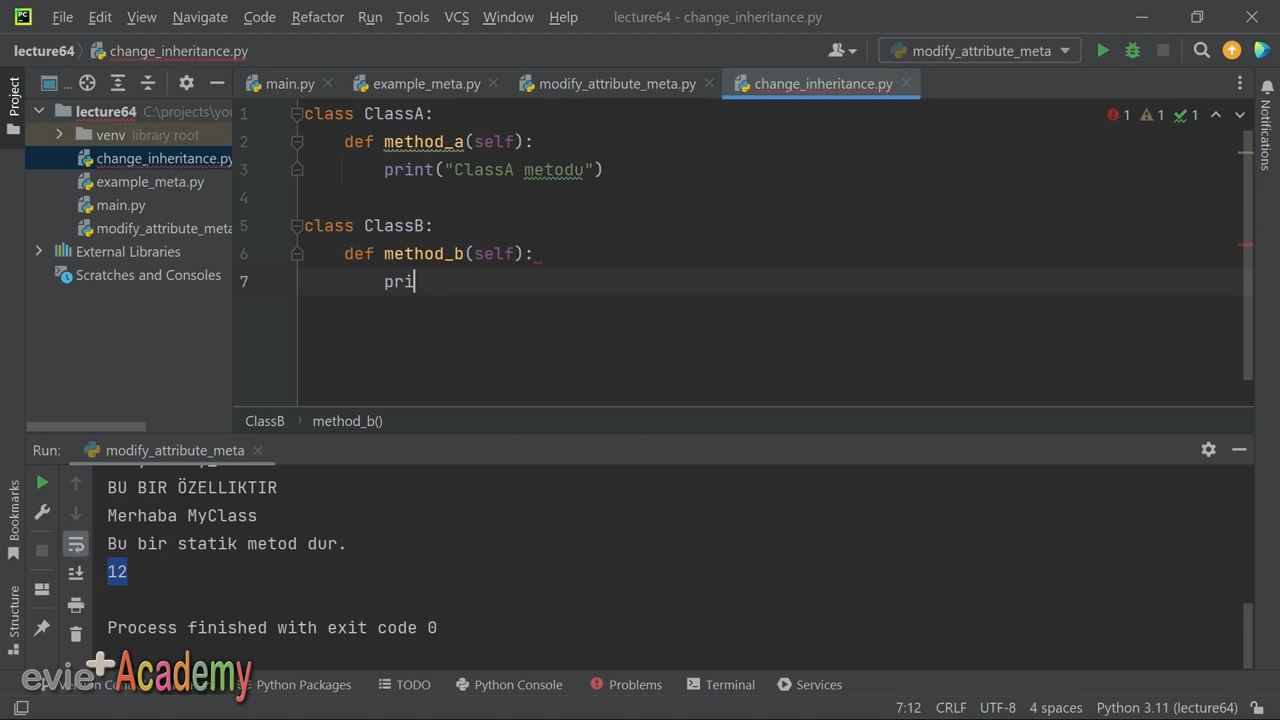 File Edit View Navigate Code Refactor Run Tools VCS Window Help lecture64 - change_inheritance.py
lecture64 change_inheritance.py modify_attribute_meta
Project
... main.py example_meta.py modify_attribute_meta.py change_inheritance.py
lecture64 C:\projects\you
venv library root
change_inheritance.py
example_meta.py
main.py
modify_attribute_meta
External Libraries
Scratches and Consoles
1 class ClassA:
2 def method_a(self):
3 print("ClassA metodu")
4
5 class ClassB:
6 def method_b(self):
7 pri
1 1 1
Notifications
ClassB method_b()
Run: modify_attribute_meta
BU BIR ÖZELLIKTIR
Merhaba MyClass
Bu bir statik metod dur.
12
Process finished with exit code 0
Bookmarks
Structure
evie+Academy
Python Packages TODO Python Console Problems Terminal Services
7:12 CRLF UTF-8 4 spaces Python 3.11 (lecture64)